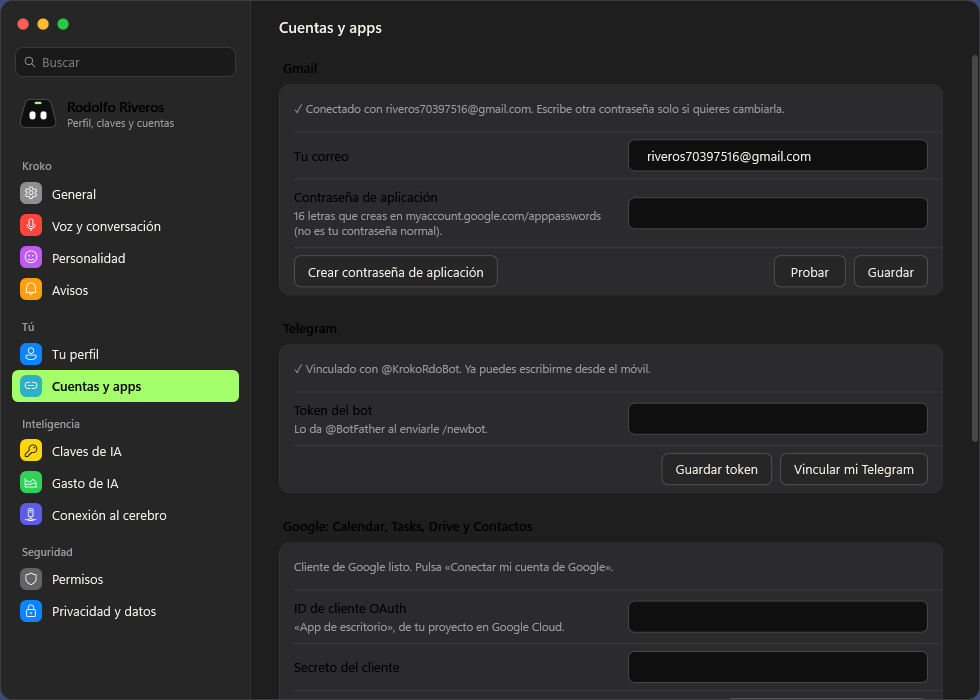 Buscar
Rodolfo Riveros
Perfil, claves y cuentas
Kroko
General
Voz y conversación
Personalidad
Avisos
Tú
Tu perfil
Cuentas y apps
Inteligencia
Claves de IA
Gasto de IA
Conexión al cerebro
Seguridad
Permisos
Privacidad y datos
Cuentas y apps
Gmail
✓ Conectado con riveros70397516@gmail.com. Escribe otra contraseña solo si quieres cambiarla.
Tu correo
riveros70397516@gmail.com
Contraseña de aplicación
16 letras que creas en myaccount.google.com/apppasswords
(no es tu contraseña normal).
Crear contraseña de aplicación
Probar
Guardar
Telegram
✓ Vinculado con @KrokoRdoBot. Ya puedes escribirme desde el móvil.
Token del bot
Lo da @BotFather al enviarle /newbot.
Guardar token
Vincular mi Telegram
Google: Calendar, Tasks, Drive y Contactos
Cliente de Google listo. Pulsa «Conectar mi cuenta de Google».
ID de cliente OAuth
«App de escritorio», de tu proyecto en Google Cloud.
Secreto del cliente